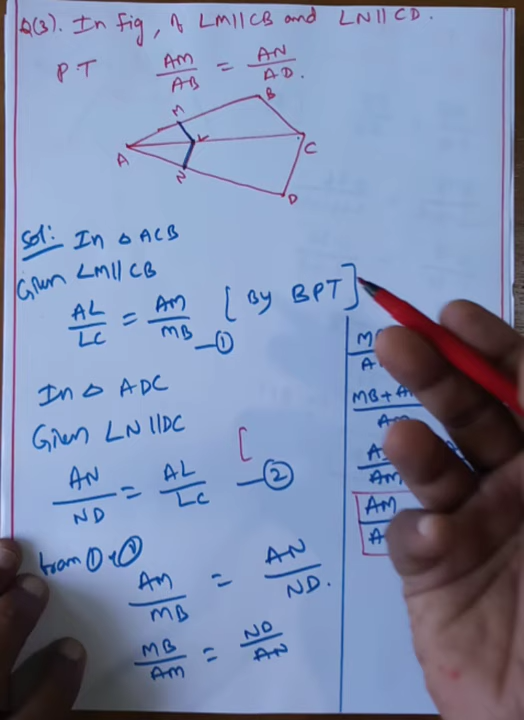 Q(3). In fig, if LM||CB and LN||CD.
PT AM/AB = AN/AD.
M B
A L C
N D
Sol: In △ACB
Given LM||CB
AL/LC = AM/MB —① [By BPT]
In △ADC
Given LN||DC
AN/ND = AL/LC —② [
from ① & ②
AM/MB = AN/ND.
MB/AM = ND/AN
MB + AM
AM
AM